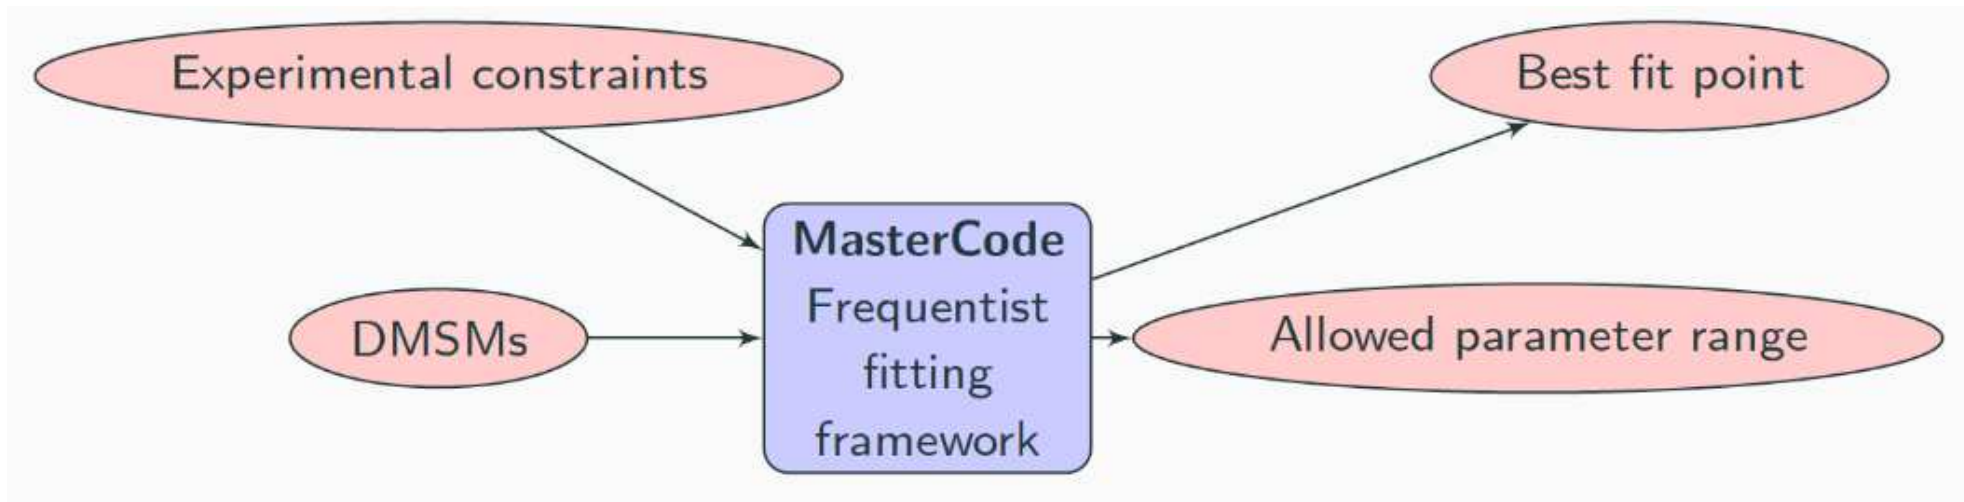 Experimental constraints
Best fit point
MasterCode
Frequentist
fitting
framework
DMSMs
Allowed parameter range